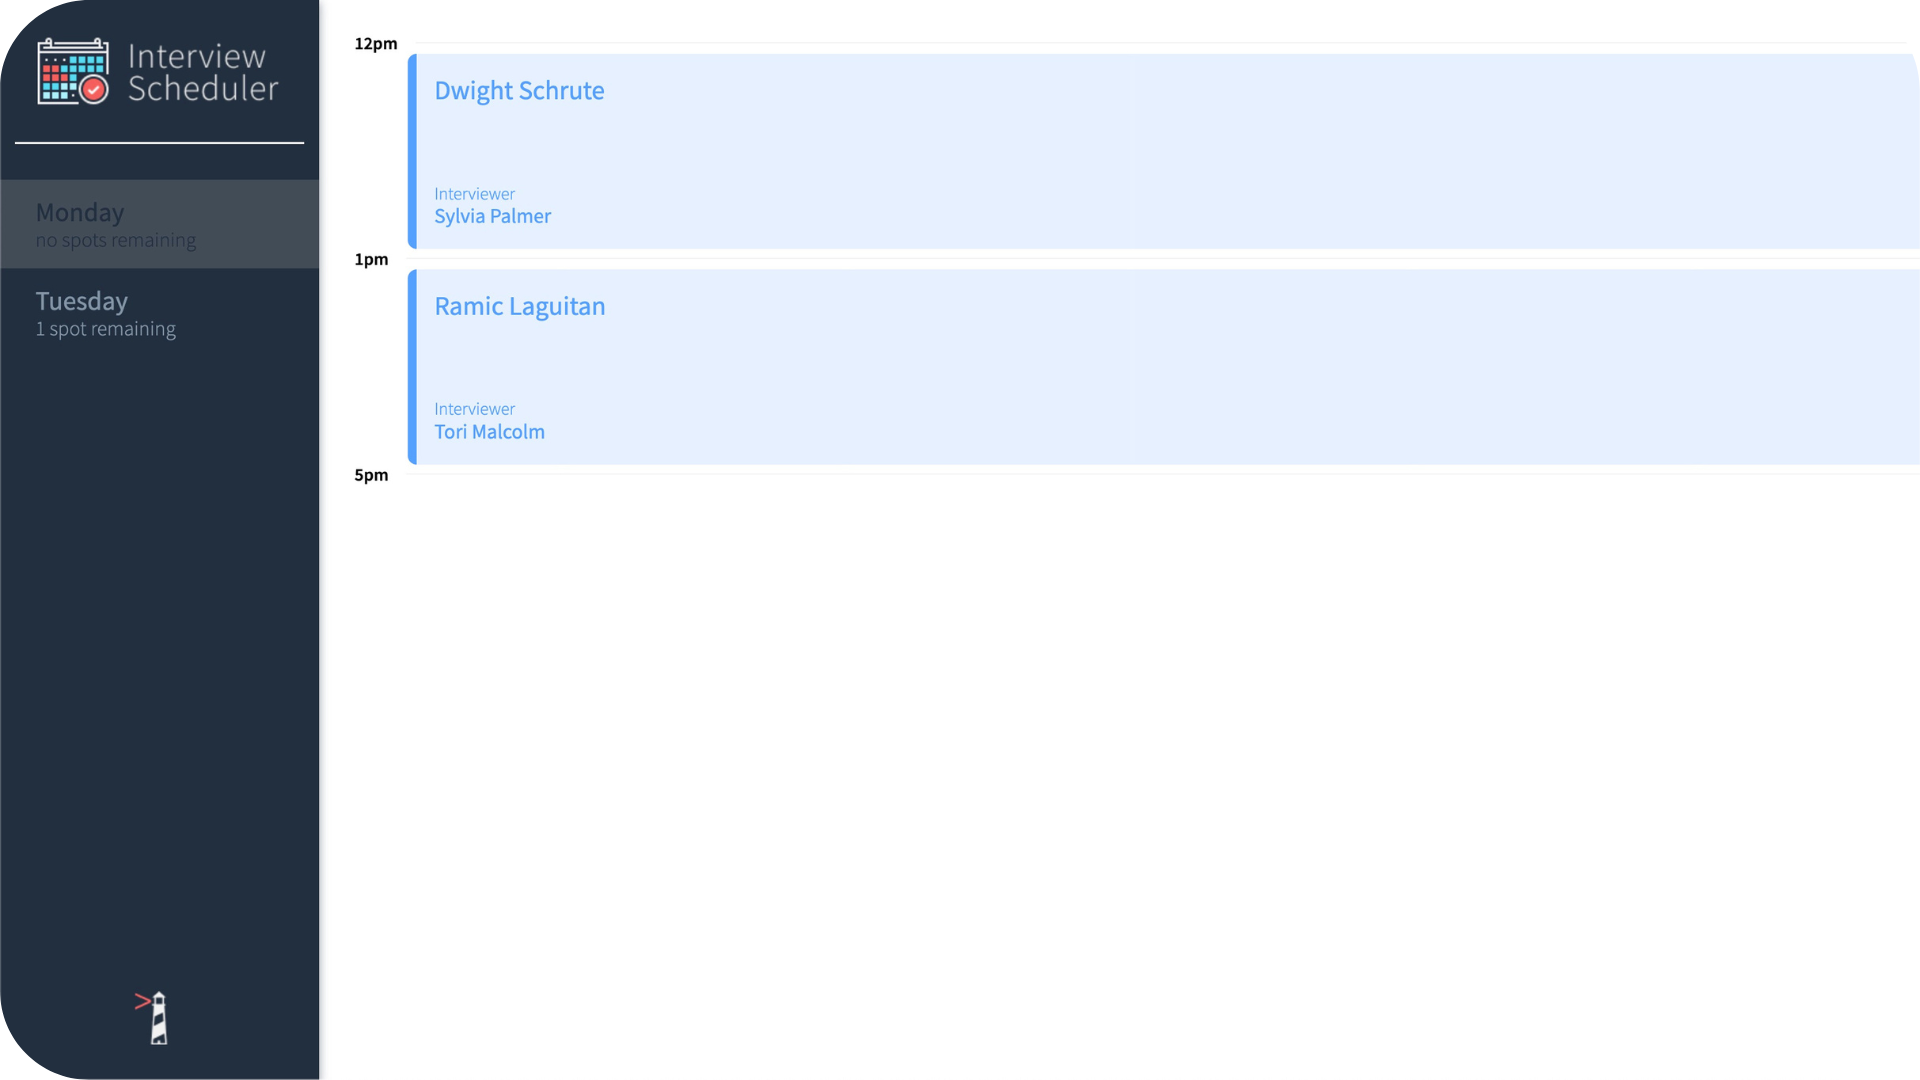 Interview
Scheduler
Monday
no spots remaining
Tuesday
1 spot remaining
12pm
Dwight Schrute
Interviewer
Sylvia Palmer
1pm
Ramic Laguitan
Interviewer
Tori Malcolm
5pm